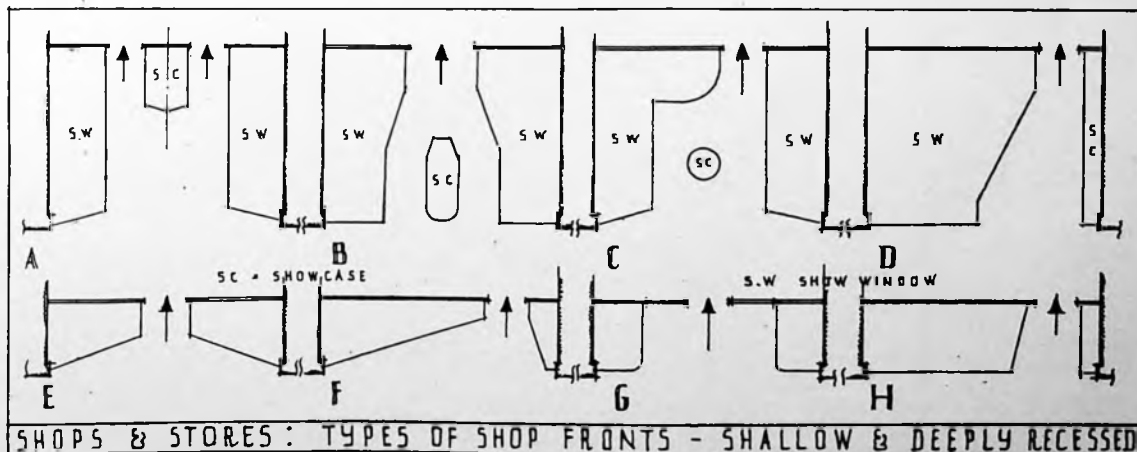 S C
S.W
S W
S W
S C
S W
S W
SC
S W
S W
S C
A
B
C
D
SC = SHOWCASE
S.W SHOW WINDOW
E
F
G
H
SHOPS & STORES: TYPES OF SHOP FRONTS - SHALLOW & DEEPLY RECESSED